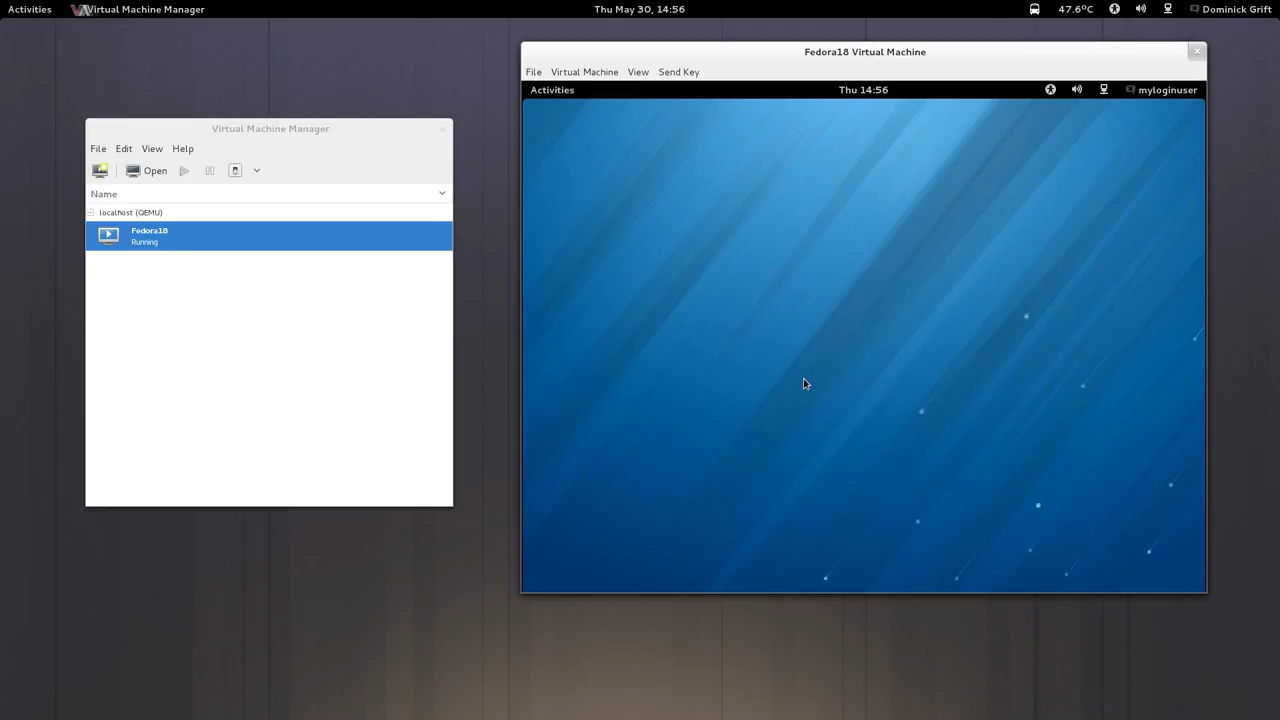 Activities Virtual Machine Manager Thu May 30, 14:56 47.6ºC Dominick Grift
Virtual Machine Manager
File Edit View Help
Open
Name
localhost (QEMU)
Fedora18
Running
Fedora18 Virtual Machine
File Virtual Machine View Send Key
Activities Thu 14:56 myloginuser